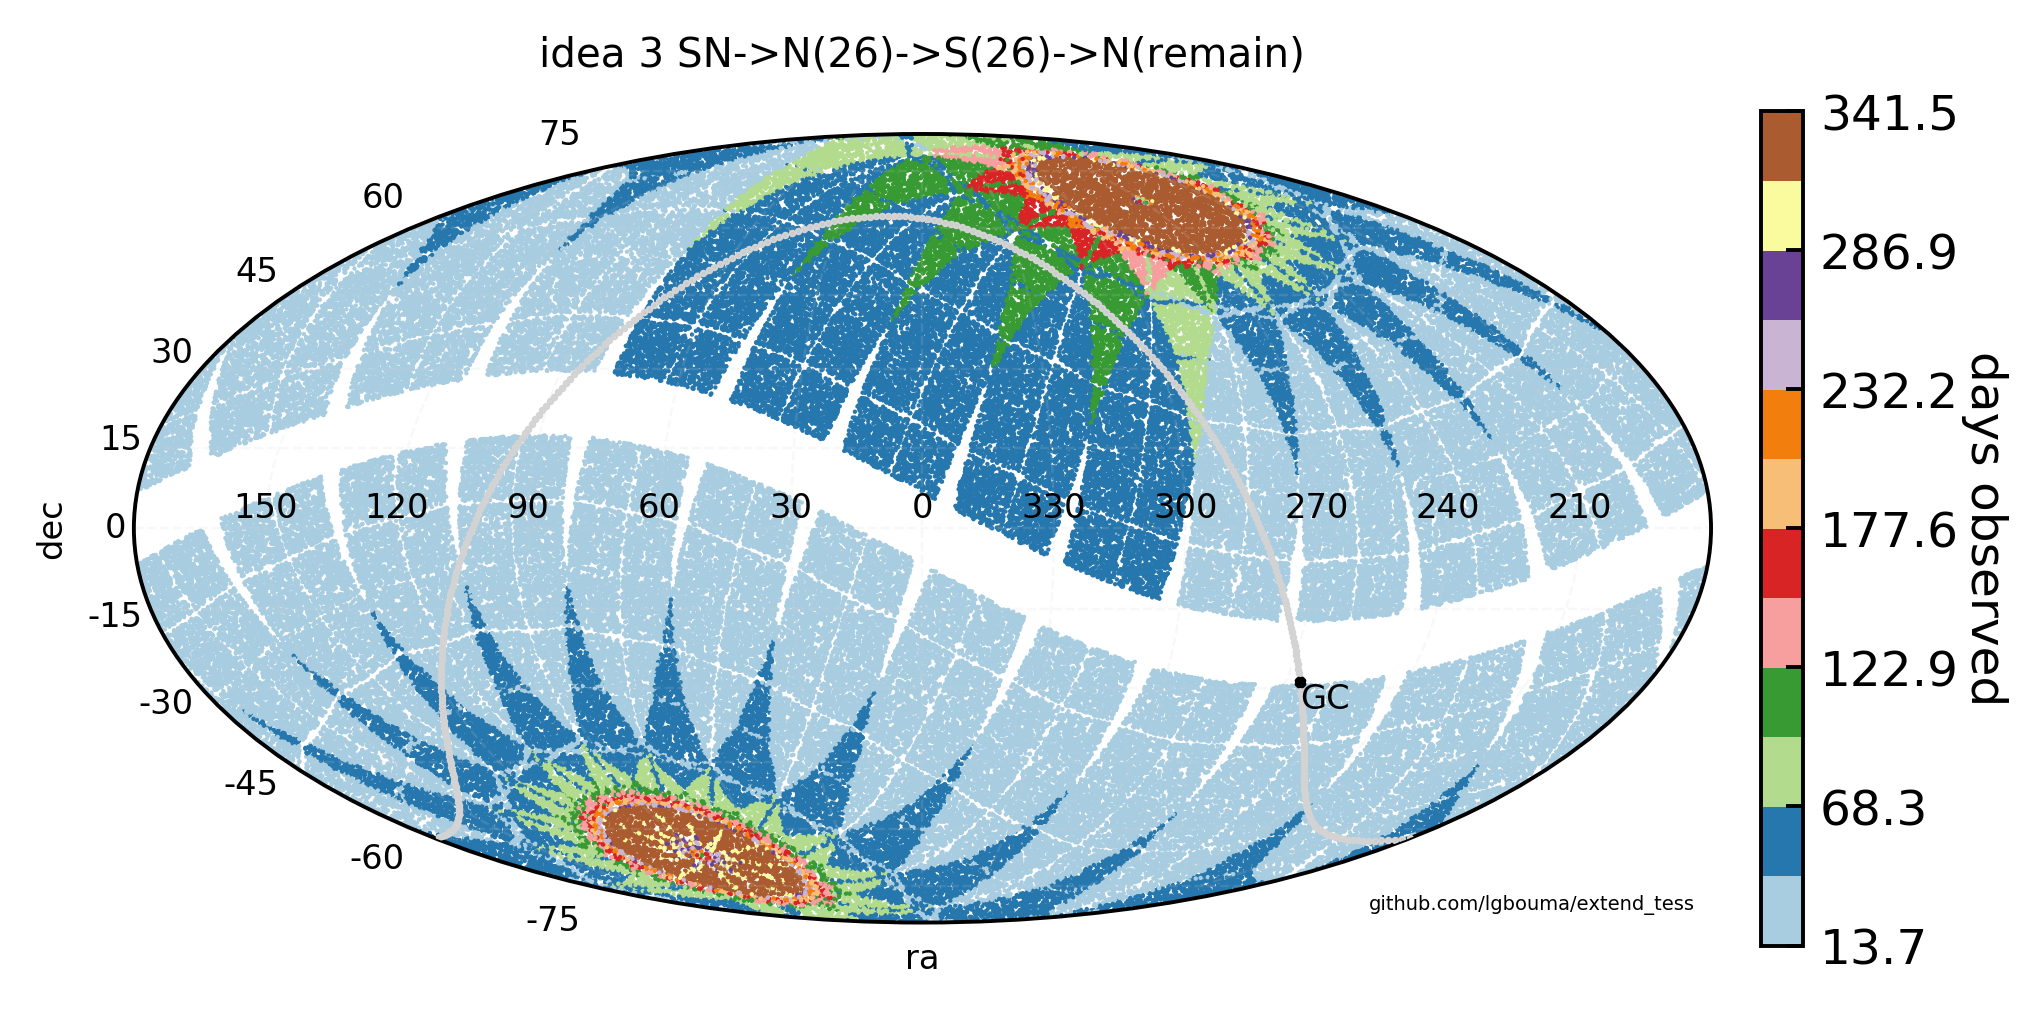 idea 3 SN->N(26)->S(26)->N(remain)
75
60
45
30
15
0
-15
-30
-45
-60
-75
dec
150 120 90 60 30 0 330 300 270 240 210
GC
github.com/lgbouma/extend_tess
ra
341.5
286.9
232.2
177.6
122.9
68.3
13.7
days observed